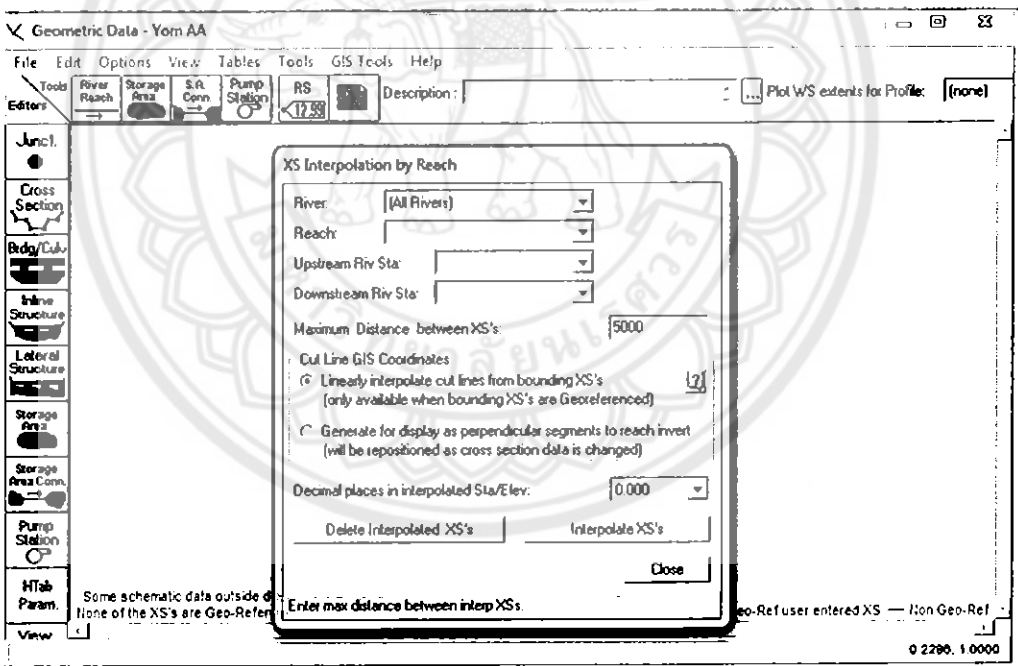 Geometric Data - Yom AA
File Edit Options View Tables Tools GIS Tools Help
Tools
Editors
River Reach
Storage Area
S.A. Conn
Pump Station
RS
Description :
...
Plot WS extents for Profile:
(none)
Junct.
Cross Section
Brdg/Culv
Inline Structure
Lateral Structure
Storage Area
Storage Area Conn.
Pump Station
HTab Param.
View
XS Interpolation by Reach
River: (All Rivers)
Reach:
Upstream Riv Sta:
Downstream Riv Sta:
Maximum Distance between XS's: 5000
Cut Line GIS Coordinates
Linearly interpolate cut lines from bounding XS's
(only available when bounding XS's are Georeferenced)
Generate for display as perpendicular segments to reach invert
(will be repositioned as cross section data is changed)
Decimal places in interpolated Sta/Elev: 0.000
Delete Interpolated XS's
Interpolate XS's
Close
Enter max distance between interp XSs.
Some schematic data outside d
None of the XS's are Geo-Refer
eo-Ref user entered XS — Non Geo-Ref
0.2286, 1.0000